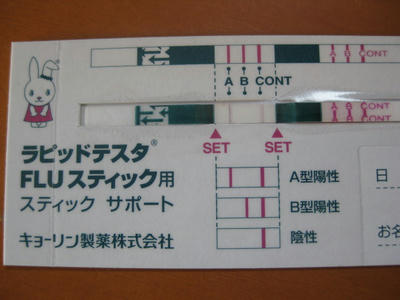 A B CONT
A B CONT
A B CONT
SET SET
ラピッドテスタ®
FLUスティック用
スティック サポート
キョーリン製薬株式会社
A型陽性
B型陽性
陰性
日
お名